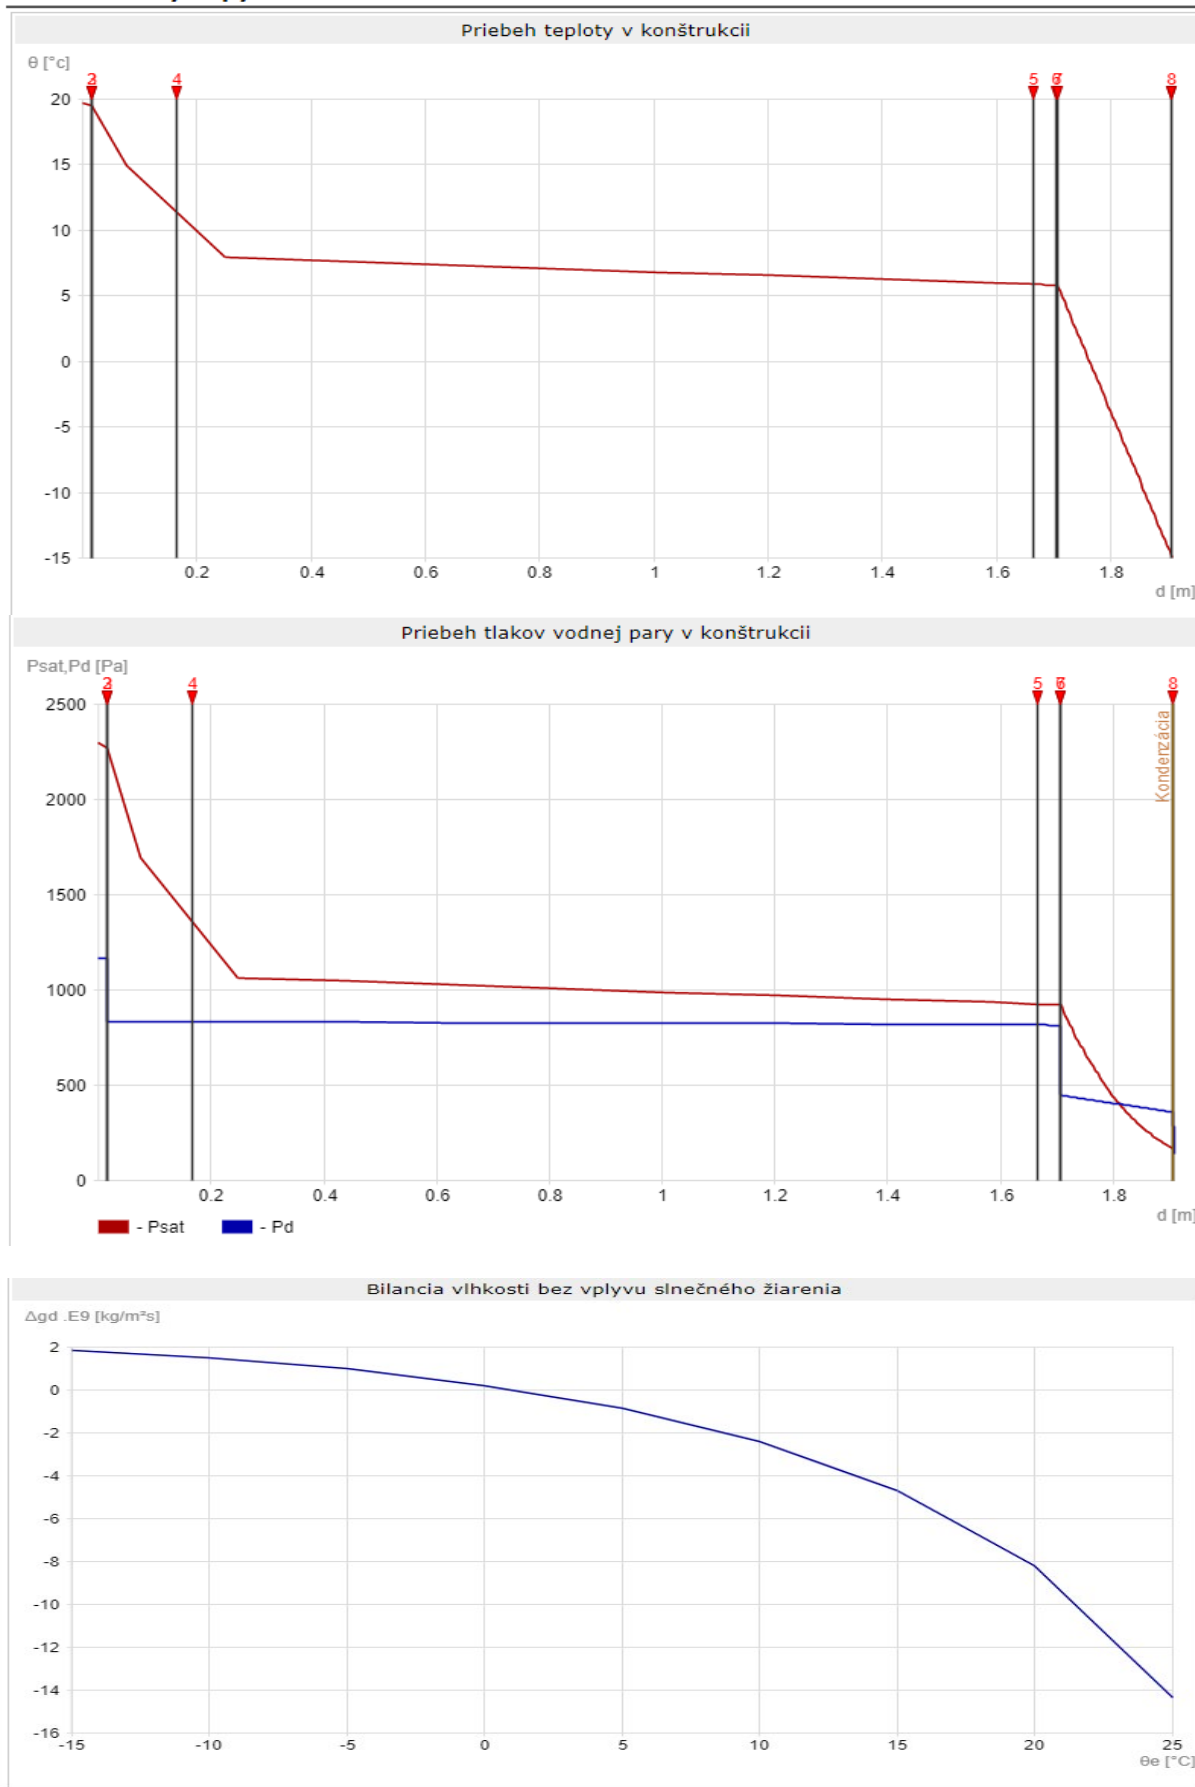 Priebeh teploty v konštrukcii
θ [°c]
2 4 5 7 8
20
15
10
5
0
-5
-10
-15
0.2 0.4 0.6 0.8 1 1.2 1.4 1.6 1.8
d [m]
Priebeh tlakov vodnej pary v konštrukcii
Psat,Pd [Pa]
4 5 8
2500
Kondenzácia
2000
1500
1000
500
0
0.2 0.4 0.6 0.8 1 1.2 1.4 1.6 1.8
d [m]
- Psat - Pd
Bilancia vlhkosti bez vplyvu slnečného žiarenia
Δgd .E9 [kg/m²s]
2
0
-2
-4
-6
-8
-10
-12
-14
-16
-15 -10 -5 0 5 10 15 20 25
θe [°C]